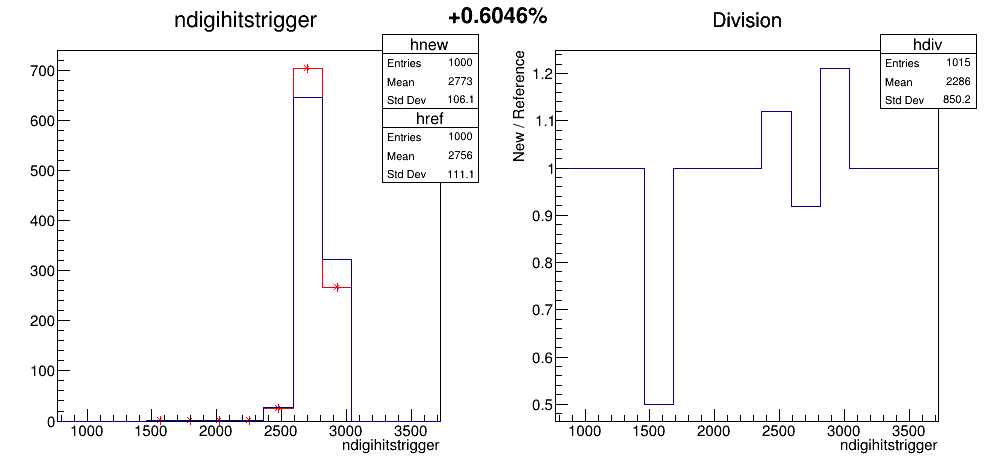 +0.6046%
ndigihitstrigger
hnew
Entries 1000
Mean 2773
Std Dev 106.1
href
Entries 1000
Mean 2756
Std Dev 111.1
700
600
500
400
300
200
100
0
1000 1500 2000 2500 3000 3500
ndigihitstrigger
Division
hdiv
Entries 1015
Mean 2286
Std Dev 850.2
New / Reference
1.2
1.1
1
0.9
0.8
0.7
0.6
0.5
1000 1500 2000 2500 3000 3500
ndigihitstrigger